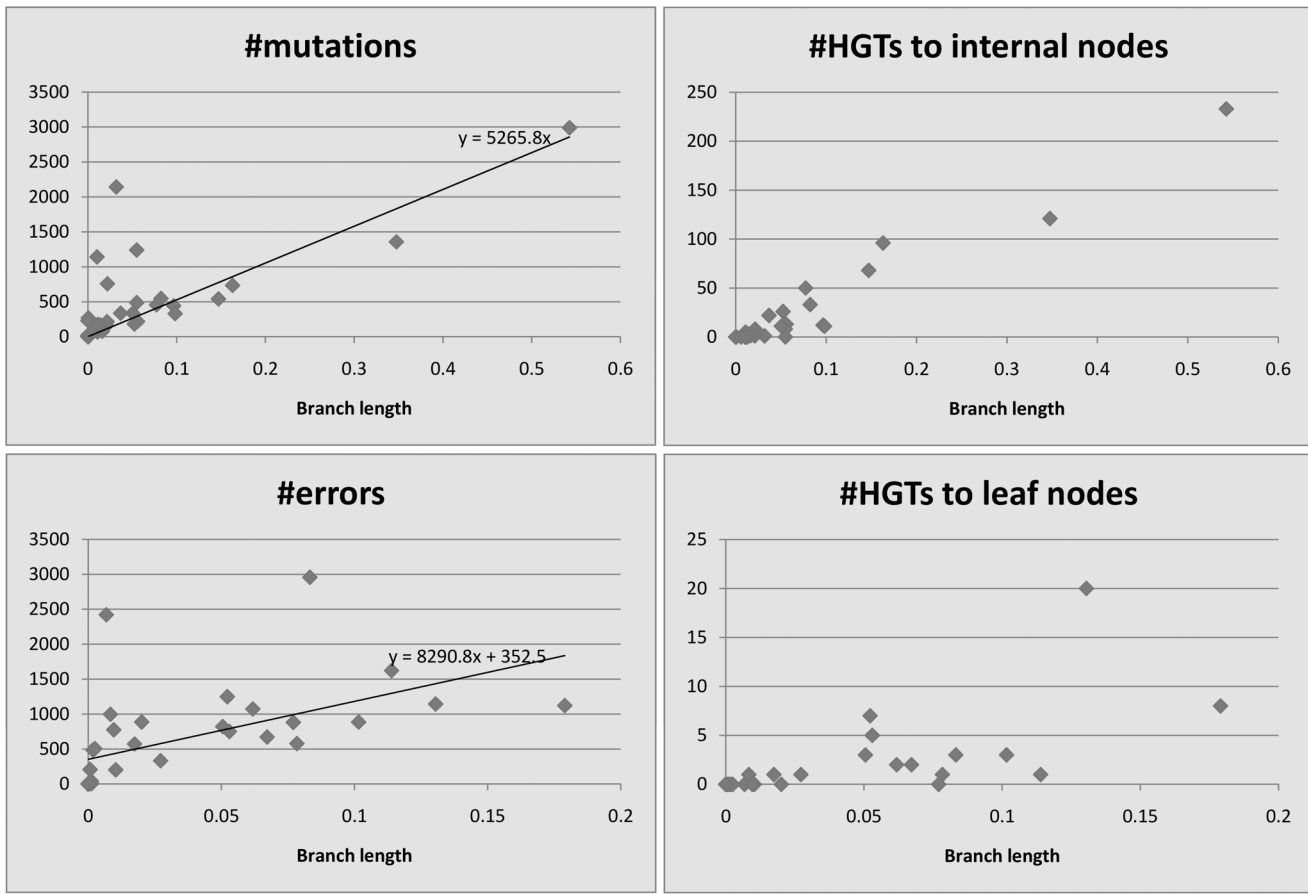 #mutations
3500
3000
2500
2000
1500
1000
500
0
y = 5265.8x
0 0.1 0.2 0.3 0.4 0.5 0.6
Branch length
#HGTs to internal nodes
250
200
150
100
50
0
0 0.1 0.2 0.3 0.4 0.5 0.6
Branch length
#errors
3500
3000
2500
2000
1500
1000
500
0
y = 8290.8x + 352.5
0 0.05 0.1 0.15 0.2
Branch length
#HGTs to leaf nodes
25
20
15
10
5
0
0 0.05 0.1 0.15 0.2
Branch length